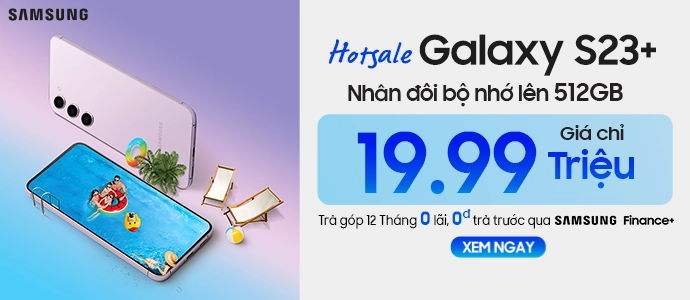 SAMSUNG
Hotsale Galaxy S23+
Nhân đôi bộ nhớ lên 512GB
19.99 Giá chỉ Triệu
Trả góp 12 Tháng 0 lãi, 0đ trả trước qua SAMSUNG Finance+
XEM NGAY